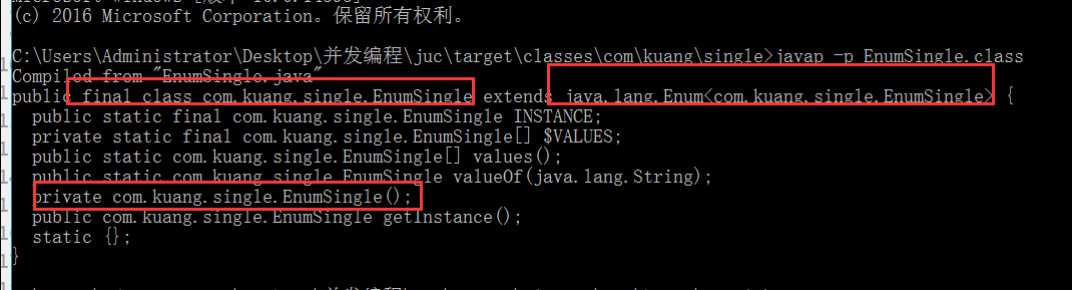 (c) 2016 Microsoft Corporation。保留所有权利。
C:\Users\Administrator\Desktop\并发编程\juc\target\classes\com\kuang\single>javap -p EnumSingle.class
Compiled from "EnumSingle.java"
public final class com.kuang.single.EnumSingle extends java.lang.Enum<com.kuang.single.EnumSingle> {
public static final com.kuang.single.EnumSingle INSTANCE;
private static final com.kuang.single.EnumSingle[] $VALUES;
public static com.kuang.single.EnumSingle[] values();
public static com.kuang.single.EnumSingle valueOf(java.lang.String);
private com.kuang.single.EnumSingle();
public com.kuang.single.EnumSingle getInstance();
static {};
}